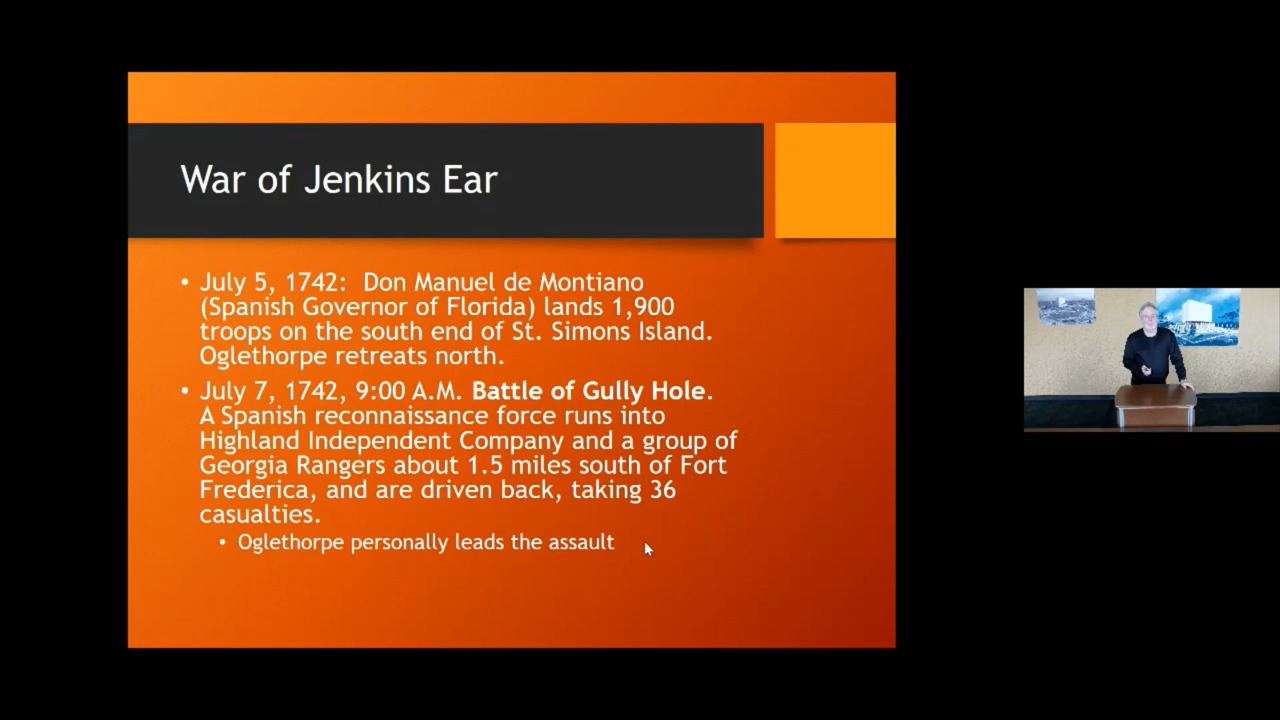 War of Jenkins Ear
• July 5, 1742:  Don Manuel de Montiano
(Spanish Governor of Florida) lands 1,900
troops on the south end of St. Simons Island.
Oglethorpe retreats north.
• July 7, 1742, 9:00 A.M. Battle of Gully Hole.
A Spanish reconnaissance force runs into
Highland Independent Company and a group of
Georgia Rangers about 1.5 miles south of Fort
Frederica, and are driven back, taking 36
casualties.
• Oglethorpe personally leads the assault